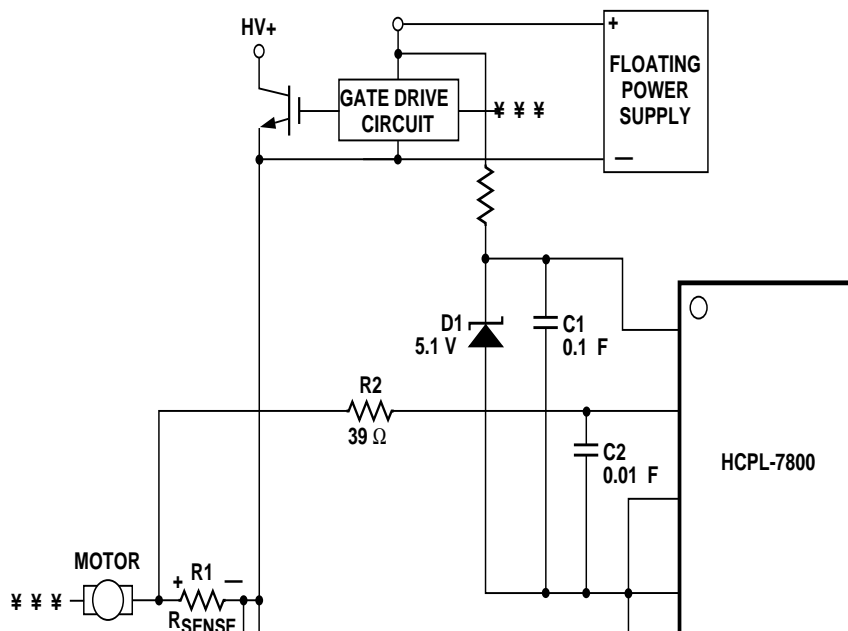 HV+
+
FLOATING
POWER
SUPPLY
—
GATE DRIVE
CIRCUIT
¥ ¥ ¥
D1
5.1 V
C1
0.1 F
R2
39 Ω
C2
0.01 F
HCPL-7800
MOTOR
¥ ¥ ¥
+ R1 —
RSENSE